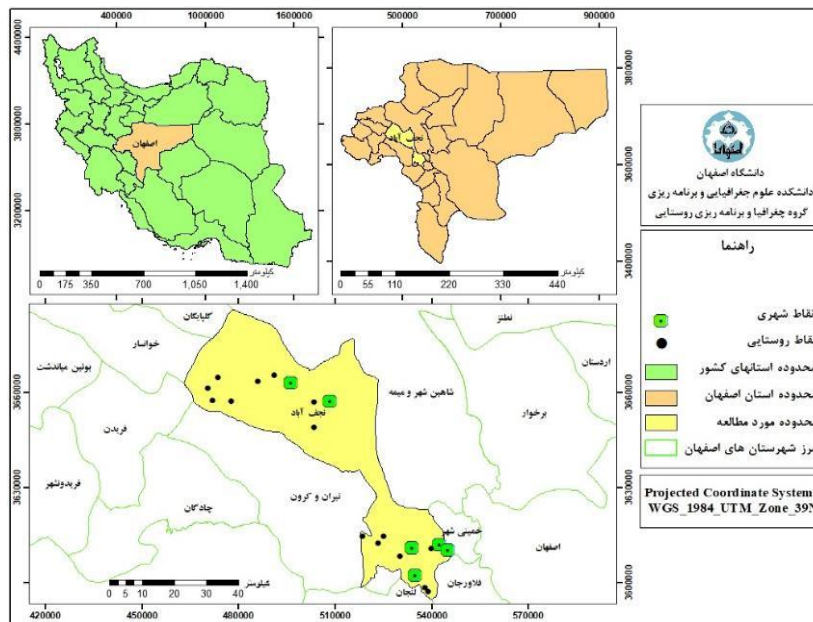 400000 1000000 1600000
4400000
3800000
3200000
اصفهان
کیلومتر
0 175 350 700 1,050 1,400
500000 700000 900000
3800000
3600000
3400000
نجف آباد
کیلومتر
0 55 110 220 330 440
دانشگاه اصفهان
دانشکده علوم جغرافیایی و برنامه ریزی
گروه جغرافیا و برنامه ریزی روستایی
راهنما
نقاط شهری
نقاط روستایی
محدوده استانهای کشور
محدوده استان اصفهان
محدوده مورد مطالعه
مرز شهرستان های اصفهان
Projected Coordinate System
WGS_1984_UTM_Zone_39N
گلپایگان
خوانسار
بوئین میاندشت
فریدن
فریدونشهر
چادگان
تیران و کرون
نجف آباد
شاهین شهر و میمه
نطنز
اردستان
برخوار
خمینی شهر
اصفهان
فلاورجان
لنجان
3660000
3630000
3600000
3660000
3630000
3600000
کیلومتر
0 5 10 20 30 40
420000 450000 480000 510000 540000 570000